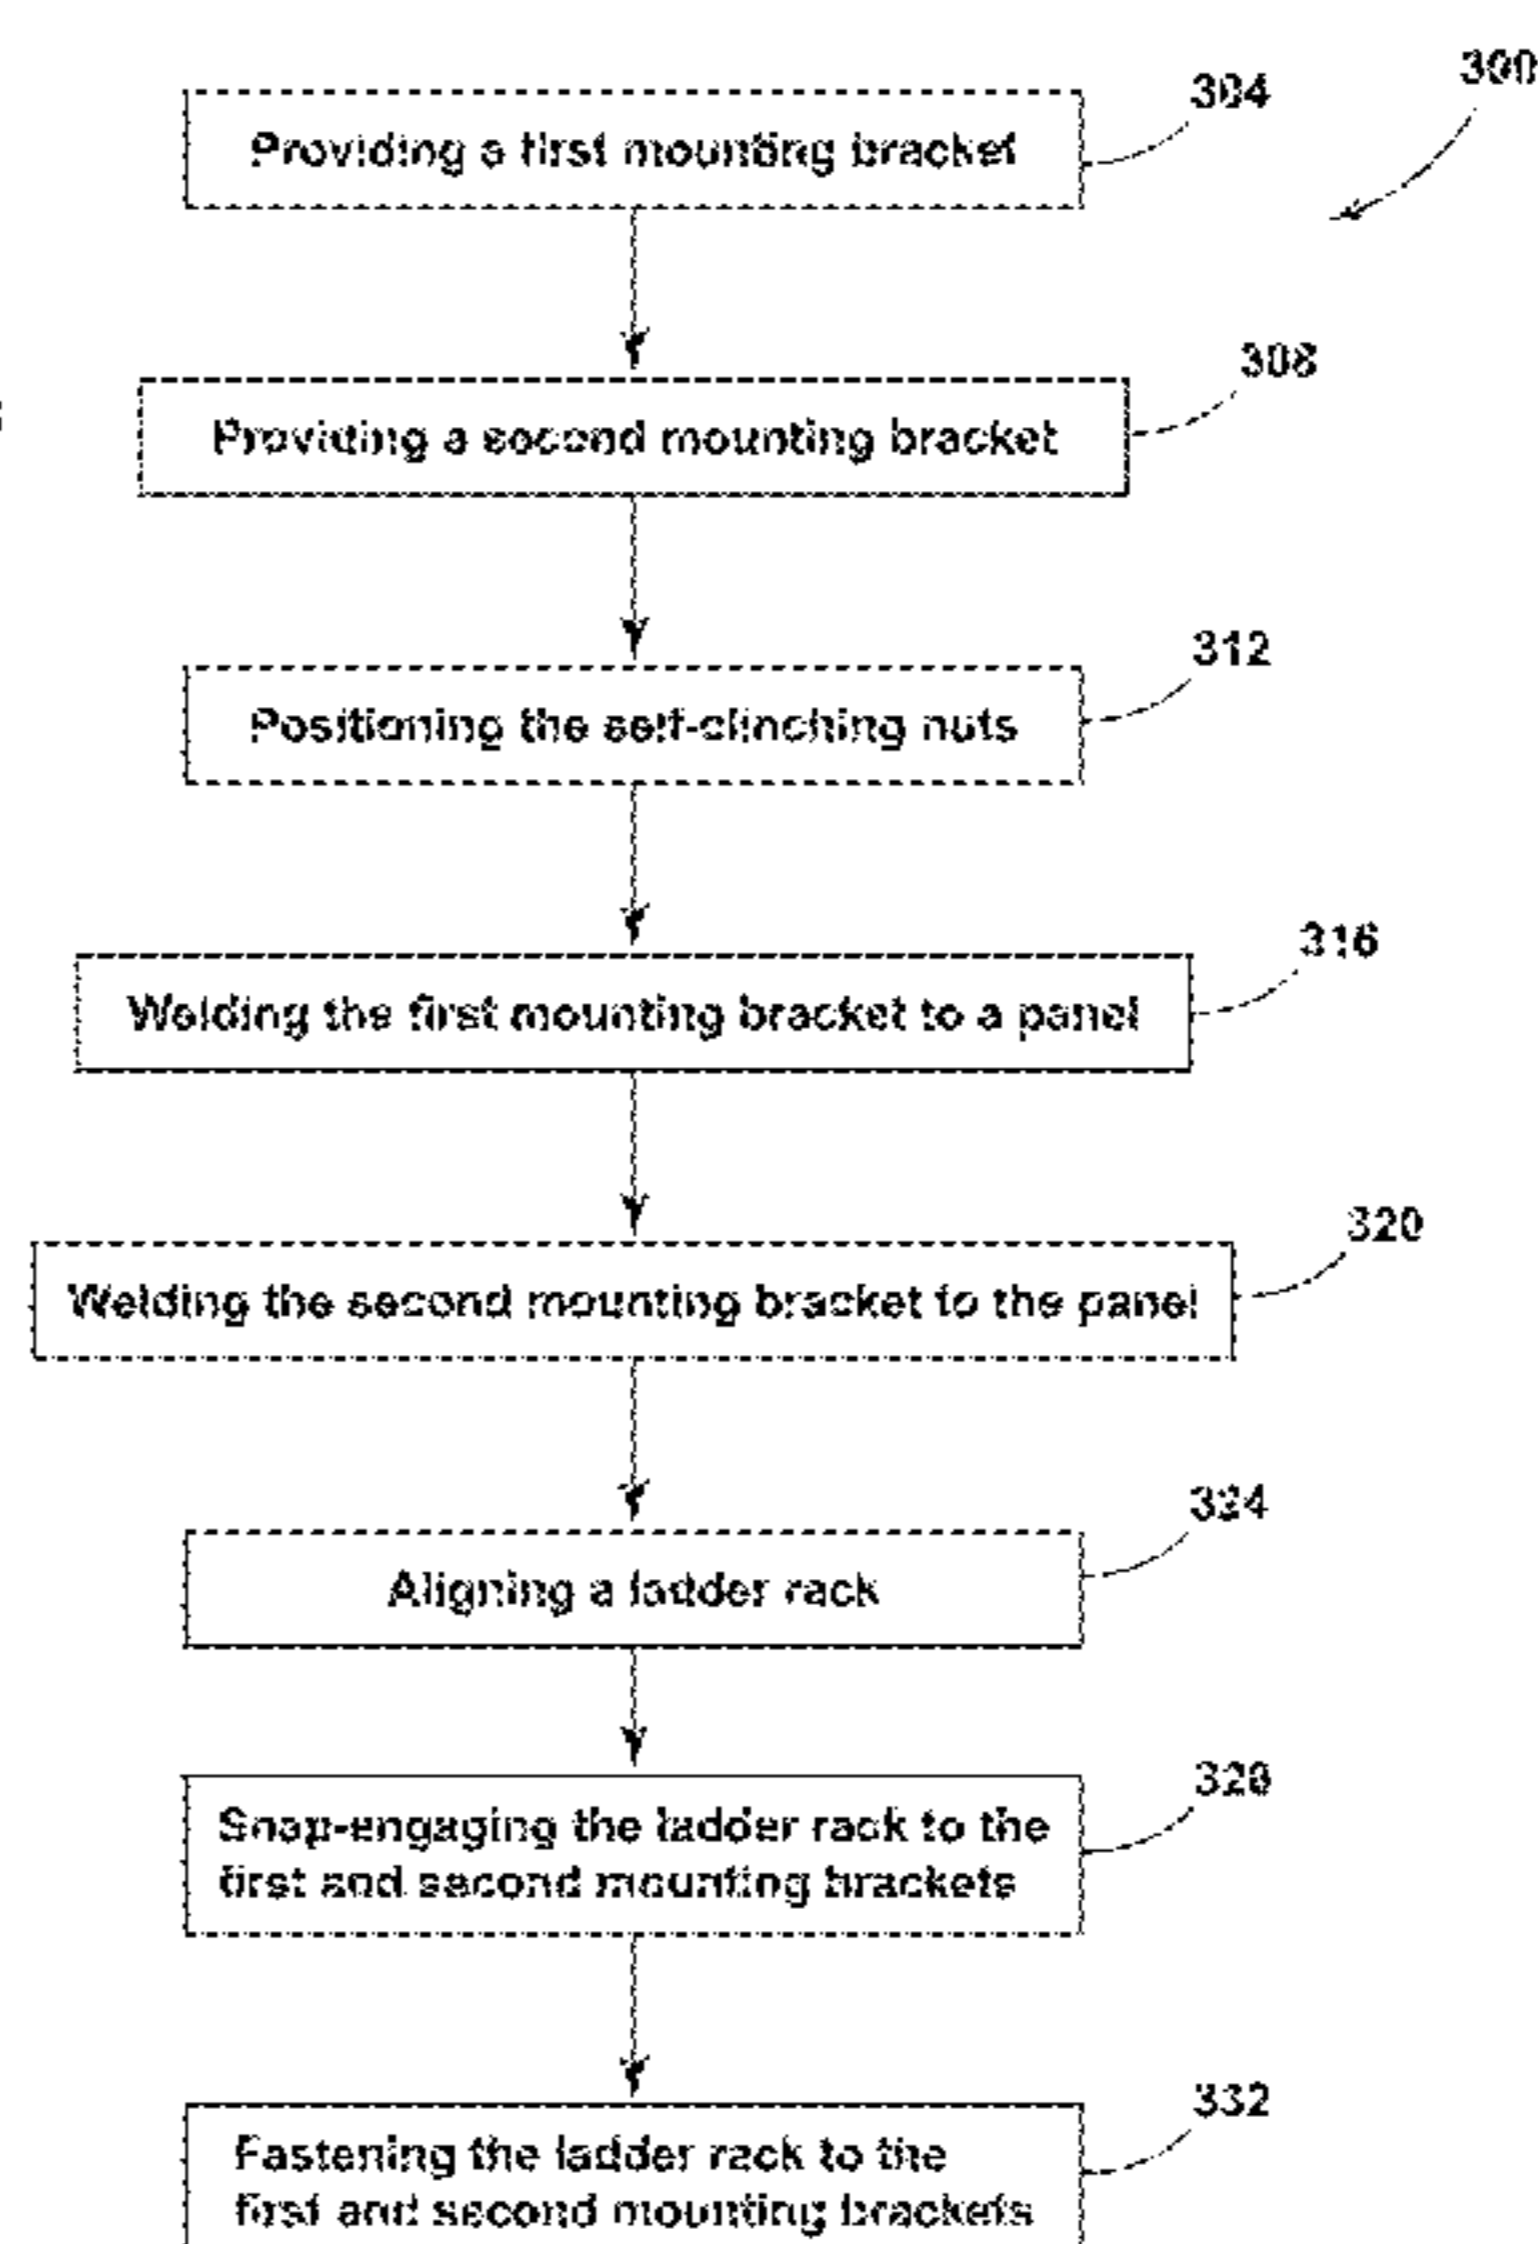 300
304
Providing a first mounting bracket
308
Providing a second mounting bracket
312
Positioning the self-clinching nuts
316
Welding the first mounting bracket to a panel
320
Welding the second mounting bracket to the panel
324
Aligning a ladder rack
328
Snap-engaging the ladder rack to the
first and second mounting brackets
332
Fastening the ladder rack to the
first and second mounting brackets